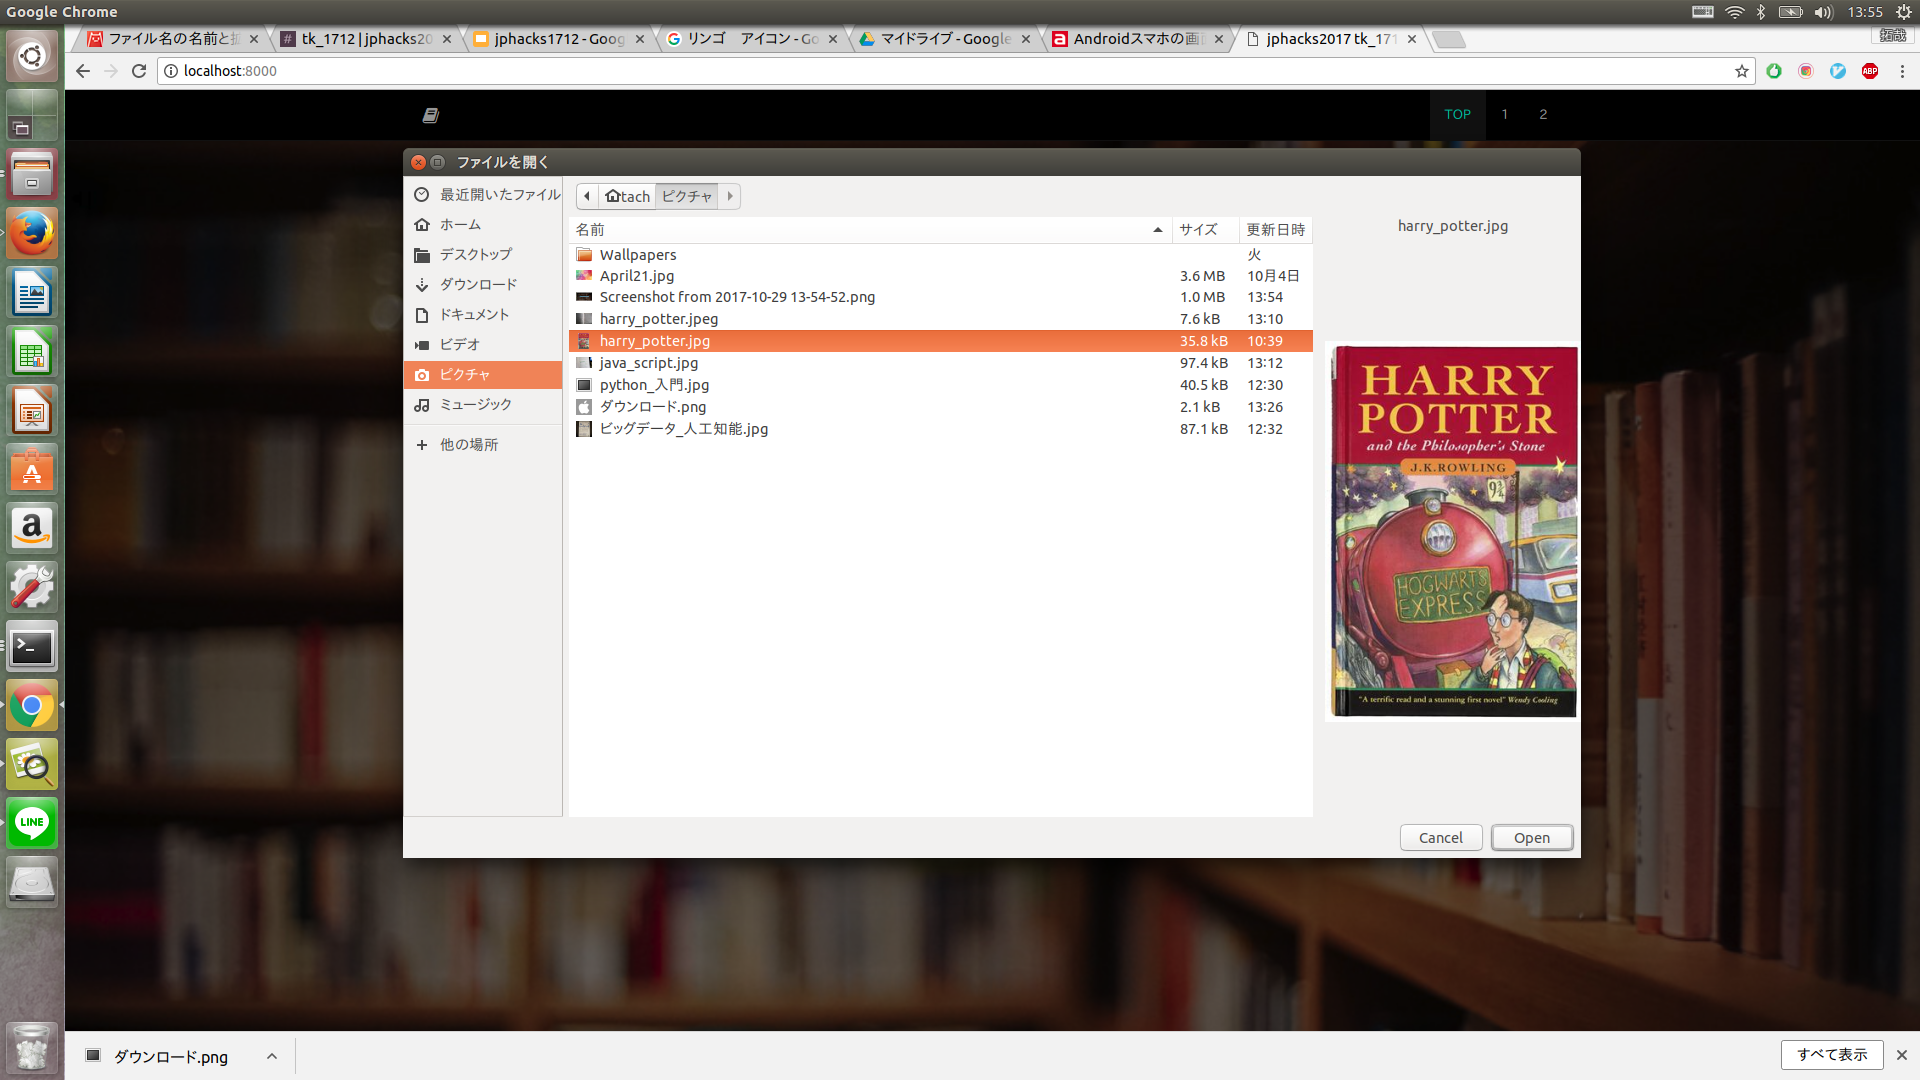 Google Chrome
13:55
ファイル名の名前と拡
tk_1712 | jphacks20
jphacks1712 - Goog
リンゴ アイコン - Go
マイドライブ - Google
Androidスマホの画面
jphacks2017 tk_171
拓哉
localhost:8000
ABP
TOP 1 2
ファイルを開く
最近開いたファイル
ホーム
デスクトップ
ダウンロード
ドキュメント
ビデオ
ピクチャ
ミュージック
他の場所
tach ピクチャ
名前 サイズ 更新日時
Wallpapers 火
April21.jpg 3.6 MB 10月4日
Screenshot from 2017-10-29 13-54-52.png 1.0 MB 13:54
harry_potter.jpeg 7.6 kB 13:10
harry_potter.jpg 35.8 kB 10:39
java_script.jpg 97.4 kB 13:12
python_入門.jpg 40.5 kB 12:30
ダウンロード.png 2.1 kB 13:26
ビッグデータ_人工知能.jpg 87.1 kB 12:32
harry_potter.jpg
HARRY
POTTER
and the Philosopher's Stone
J.K.ROWLING
9¾
HOGWARTS
EXPRESS
"A terrific read and a stunning first novel" Wendy Cooling
Cancel Open
LINE
ダウンロード.png
すべて表示